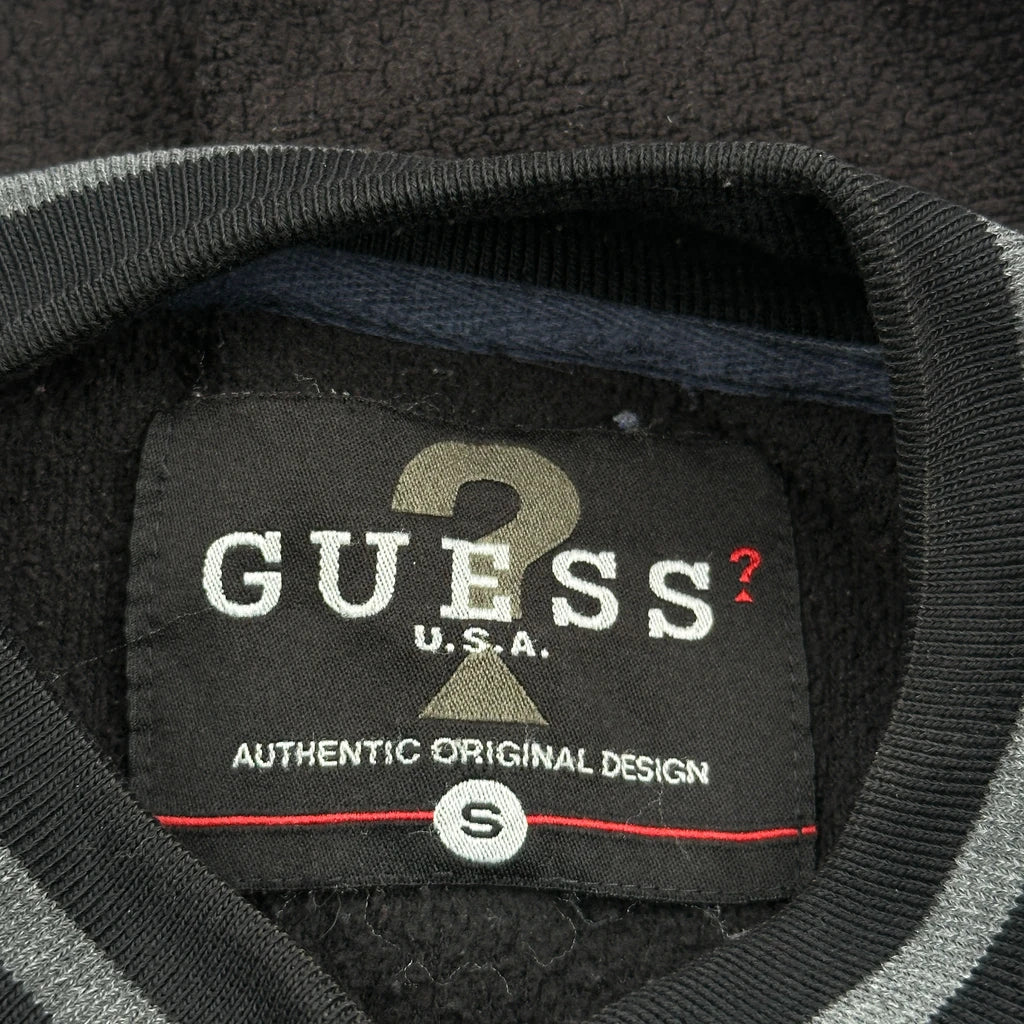 GUESS?
U.S.A.
AUTHENTIC ORIGINAL DESIGN
S